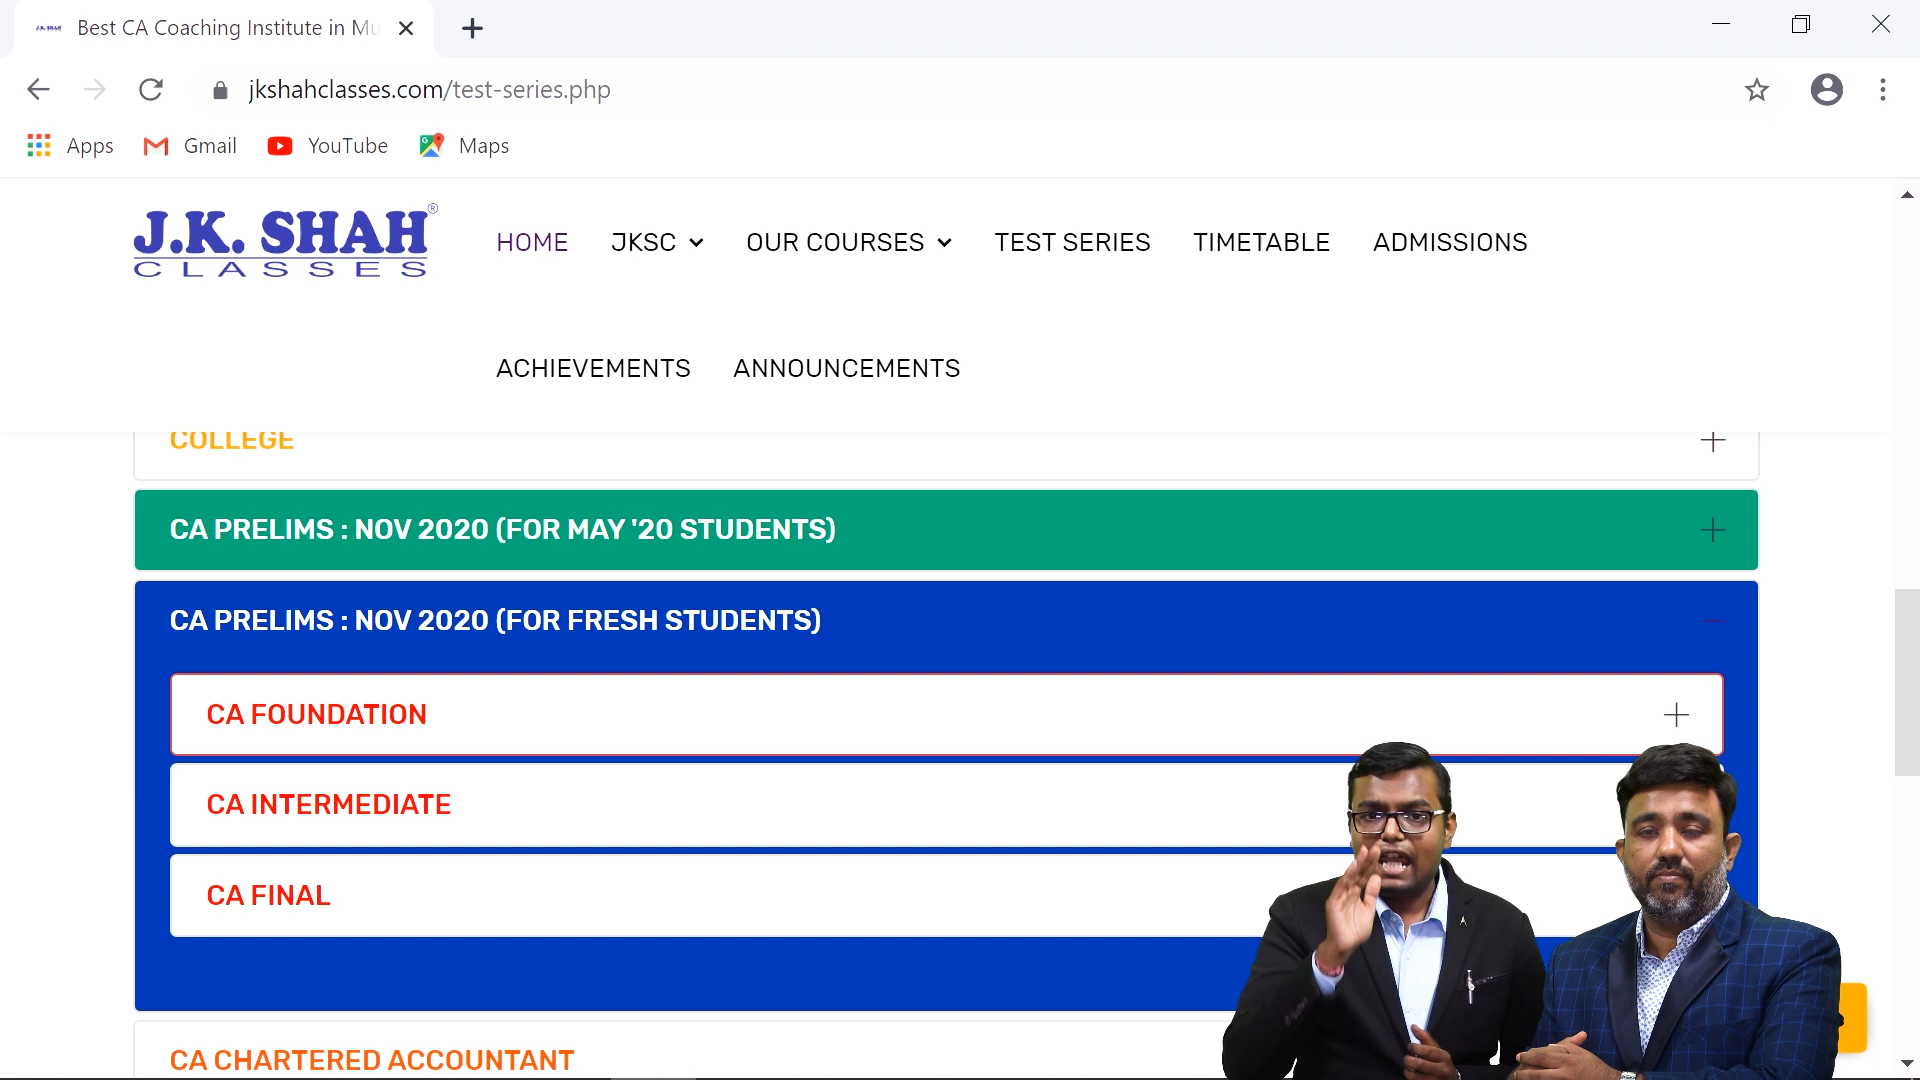 Best CA Coaching Institute in Mu
jkshahclasses.com/test-series.php
Apps Gmail YouTube Maps
J.K. SHAH®
CLASSES
HOME JKSC OUR COURSES TEST SERIES TIMETABLE ADMISSIONS
ACHIEVEMENTS ANNOUNCEMENTS
COLLEGE
CA PRELIMS : NOV 2020 (FOR MAY '20 STUDENTS)
CA PRELIMS : NOV 2020 (FOR FRESH STUDENTS)
CA FOUNDATION
CA INTERMEDIATE
CA FINAL
CA CHARTERED ACCOUNTANT